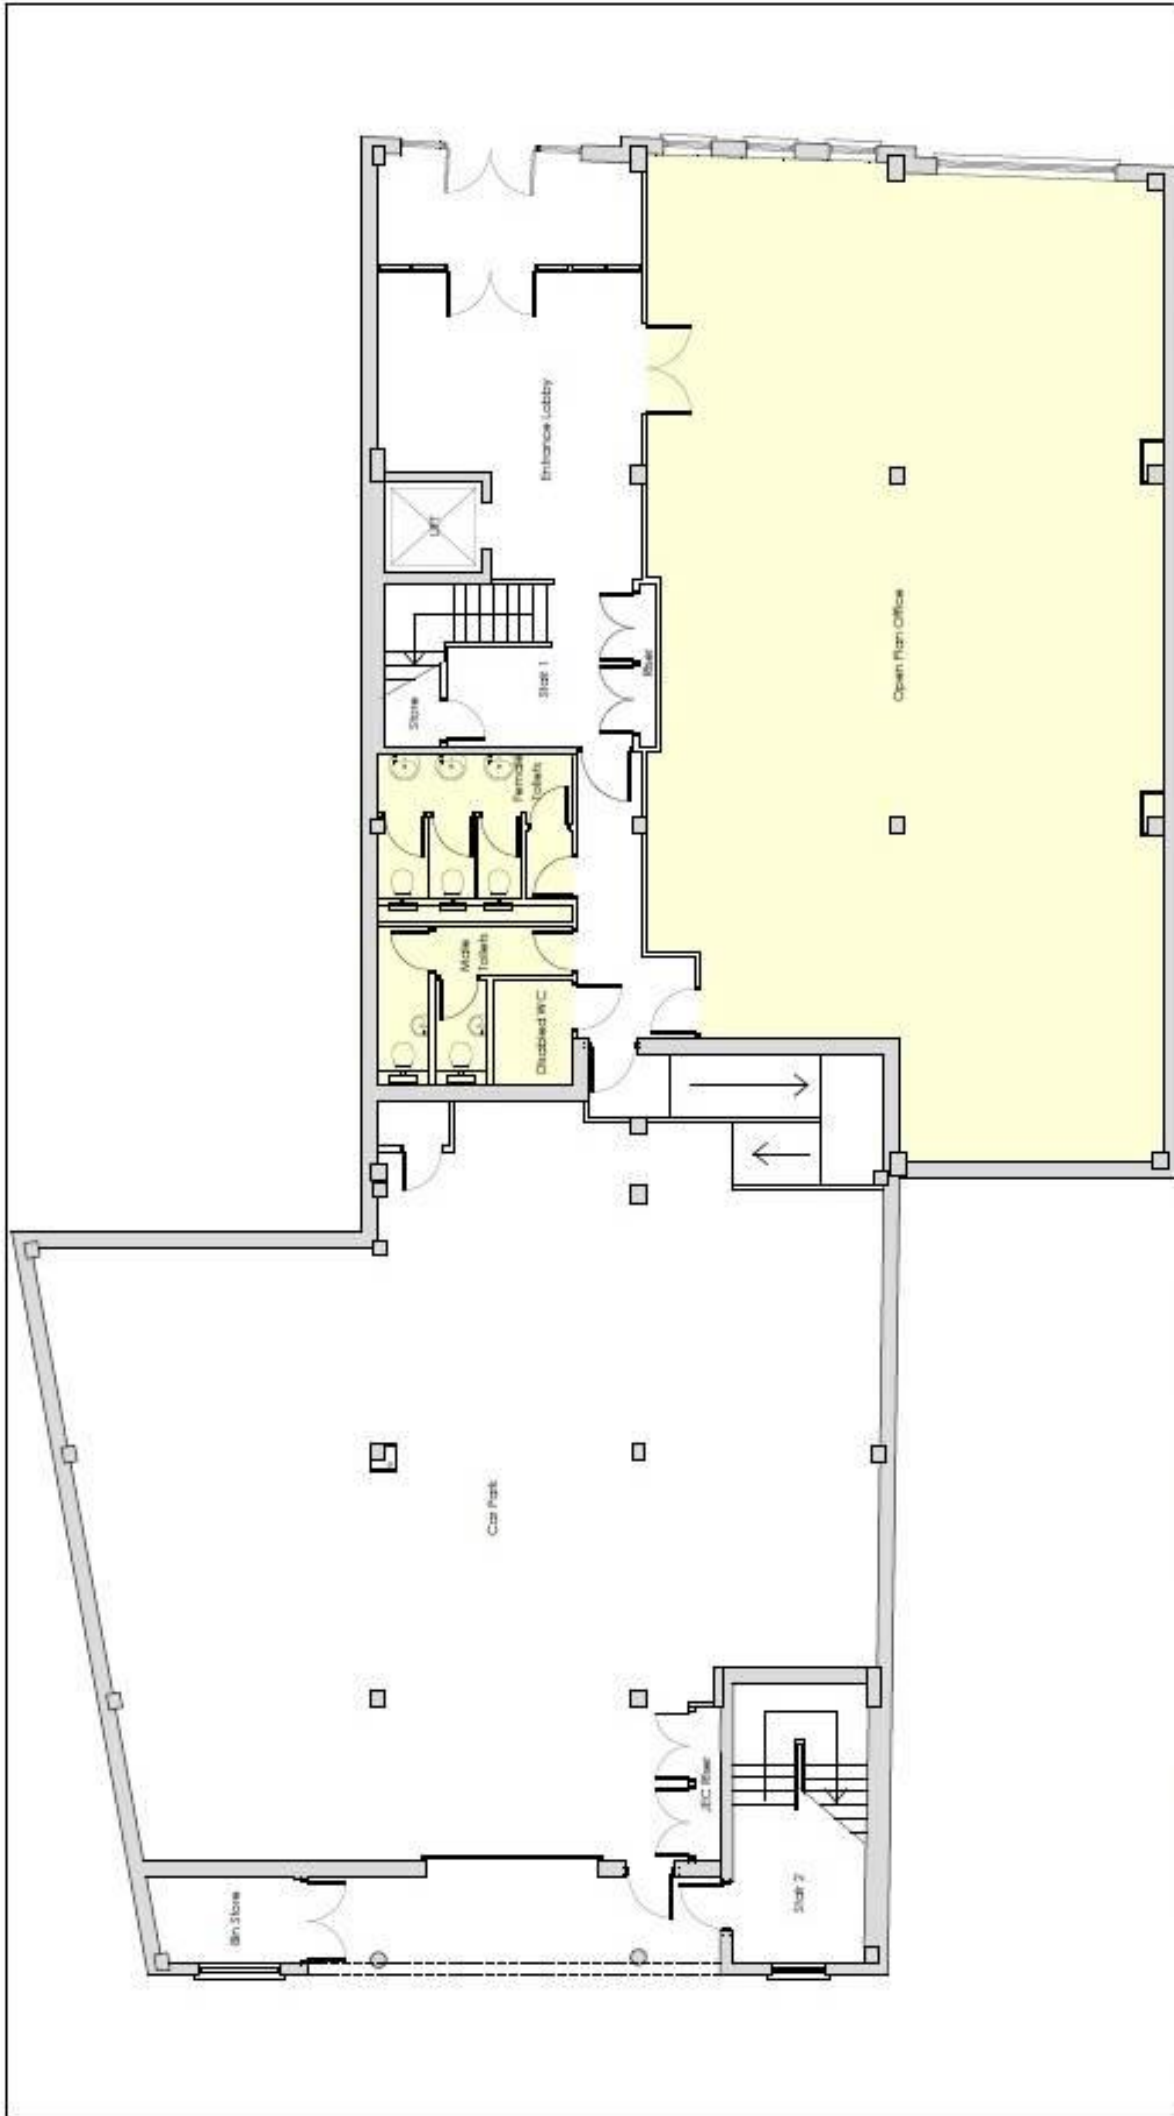 Entrance Lobby
LIFT
Open Plan Office
Riser
Stair 1
Store
Female
Toilets
Male
Toilets
Disabled WC
Car Park
JEC Riser
Stair 2
Bin Store